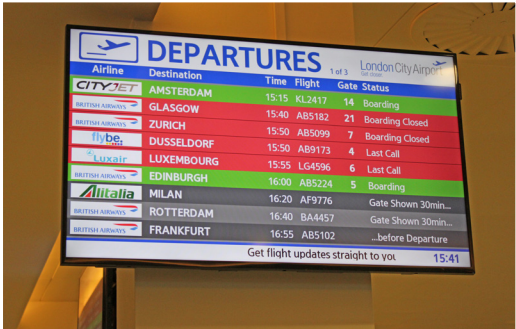 DEPARTURES
1 of 3
London City Airport
Airline Destination Time Flight Gate Status
CITYJET AMSTERDAM 15:15 KL2417 14 Boarding
BRITISH AIRWAYS GLASGOW 15:40 AB5182 21 Boarding Closed
BRITISH AIRWAYS ZURICH 15:50 AB5099 7 Boarding Closed
flybe. DUSSELDORF 15:50 AB9173 4 Last Call
Luxair LUXEMBOURG 15:55 LG4596 6 Last Call
BRITISH AIRWAYS EDINBURGH 16:00 AB5224 5 Boarding
Alitalia MILAN 16:20 AF9776 Gate Shown 30min...
BRITISH AIRWAYS ROTTERDAM 16:40 BA4457 Gate Shown 30min...
BRITISH AIRWAYS FRANKFURT 16:55 AB5102 ...before Departure
Get flight updates straight to you 15:41